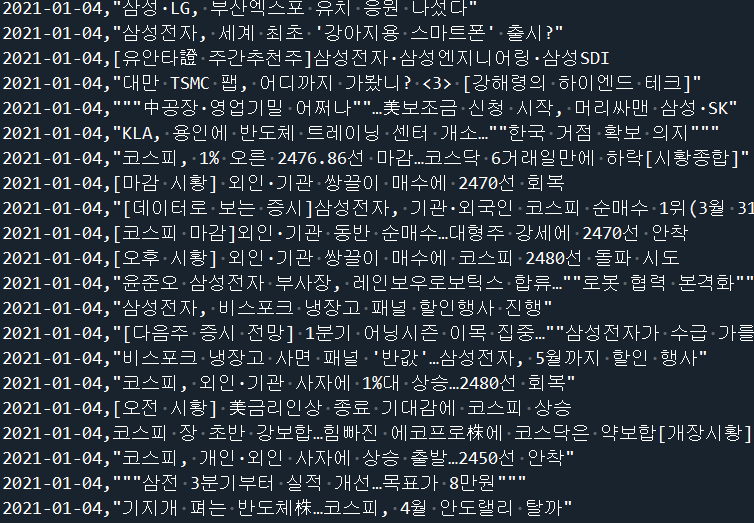 2021-01-04,"삼성·LG, 부산엑스포 유치 응원 나섰다"
2021-01-04,"삼성전자, 세계 최초 '강아지용 스마트폰' 출시?"
2021-01-04,[유안타證 주간추천주]삼성전자·삼성엔지니어링·삼성SDI
2021-01-04,"대만 TSMC 팹, 어디까지 가봤니? <3> [강해령의 하이엔드 테크]"
2021-01-04,"""中공장·영업기밀 어쩌나""…美보조금 신청 시작, 머리싸맨 삼성·SK"
2021-01-04,"KLA, 용인에 반도체 트레이닝 센터 개소…""한국 거점 확보 의지"""
2021-01-04,"코스피, 1% 오른 2476.86선 마감…코스닥 6거래일만에 하락[시황종합]"
2021-01-04,[마감 시황] 외인·기관 쌍끌이 매수에 2470선 회복
2021-01-04,"[데이터로 보는 증시]삼성전자, 기관·외국인 코스피 순매수 1위(3월 31
2021-01-04,[코스피 마감]외인·기관 동반 순매수…대형주 강세에 2470선 안착
2021-01-04,[오후 시황] 외인·기관 쌍끌이 매수에 코스피 2480선 돌파 시도
2021-01-04,"윤준오 삼성전자 부사장, 레인보우로보틱스 합류…""로봇 협력 본격화""
2021-01-04,"삼성전자, 비스포크 냉장고 패널 할인행사 진행"
2021-01-04,"[다음주 증시 전망] 1분기 어닝시즌 이목 집중…""삼성전자가 수급 가를
2021-01-04,"비스포크 냉장고 사면 패널 '반값'…삼성전자, 5월까지 할인 행사"
2021-01-04,"코스피, 외인·기관 사자에 1%대 상승…2480선 회복"
2021-01-04,[오전 시황] 美금리인상 종료 기대감에 코스피 상승
2021-01-04,코스피 장 초반 강보합…힘빠진 에코프로株에 코스닥은 약보합[개장시황]
2021-01-04,"코스피, 개인·외인 사자에 상승 출발…2450선 안착"
2021-01-04,"""삼전 3분기부터 실적 개선…목표가 8만원"""
2021-01-04,"기지개 펴는 반도체株…코스피, 4월 안도랠리 탈까"